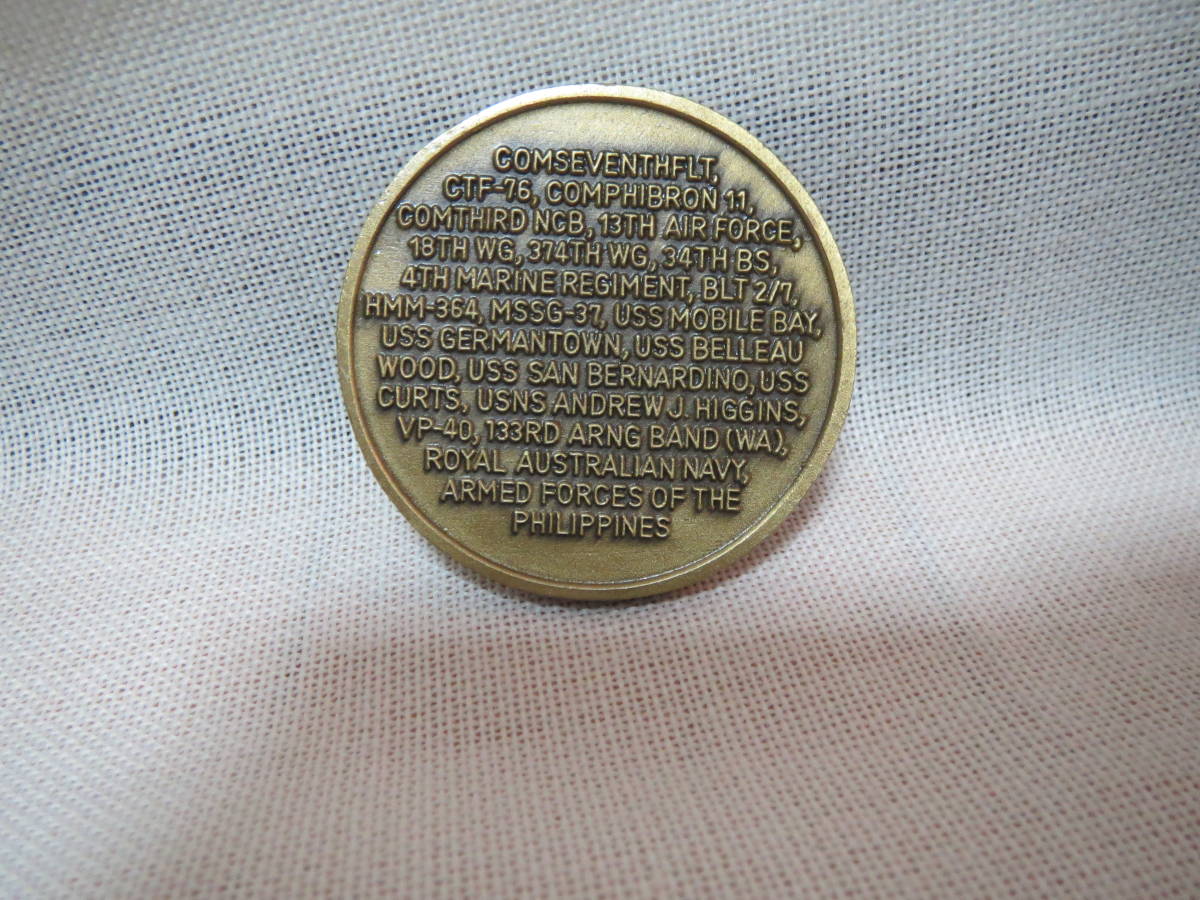 COMSEVENTHFLT,
CTF-76, COMPHIBRON 11,
COMTHIRD NCB, 13TH AIR FORCE,
18TH WG, 374TH WG, 34TH BS,
4TH MARINE REGIMENT, BLT 2/7,
HMM-364, MSSG-37, USS MOBILE BAY,
USS GERMANTOWN, USS BELLEAU
WOOD, USS SAN BERNARDINO, USS
CURTS, USNS ANDREW J. HIGGINS,
VP-40, 133RD ARNG BAND (WA),
ROYAL AUSTRALIAN NAVY,
ARMED FORCES OF THE
PHILIPPINES